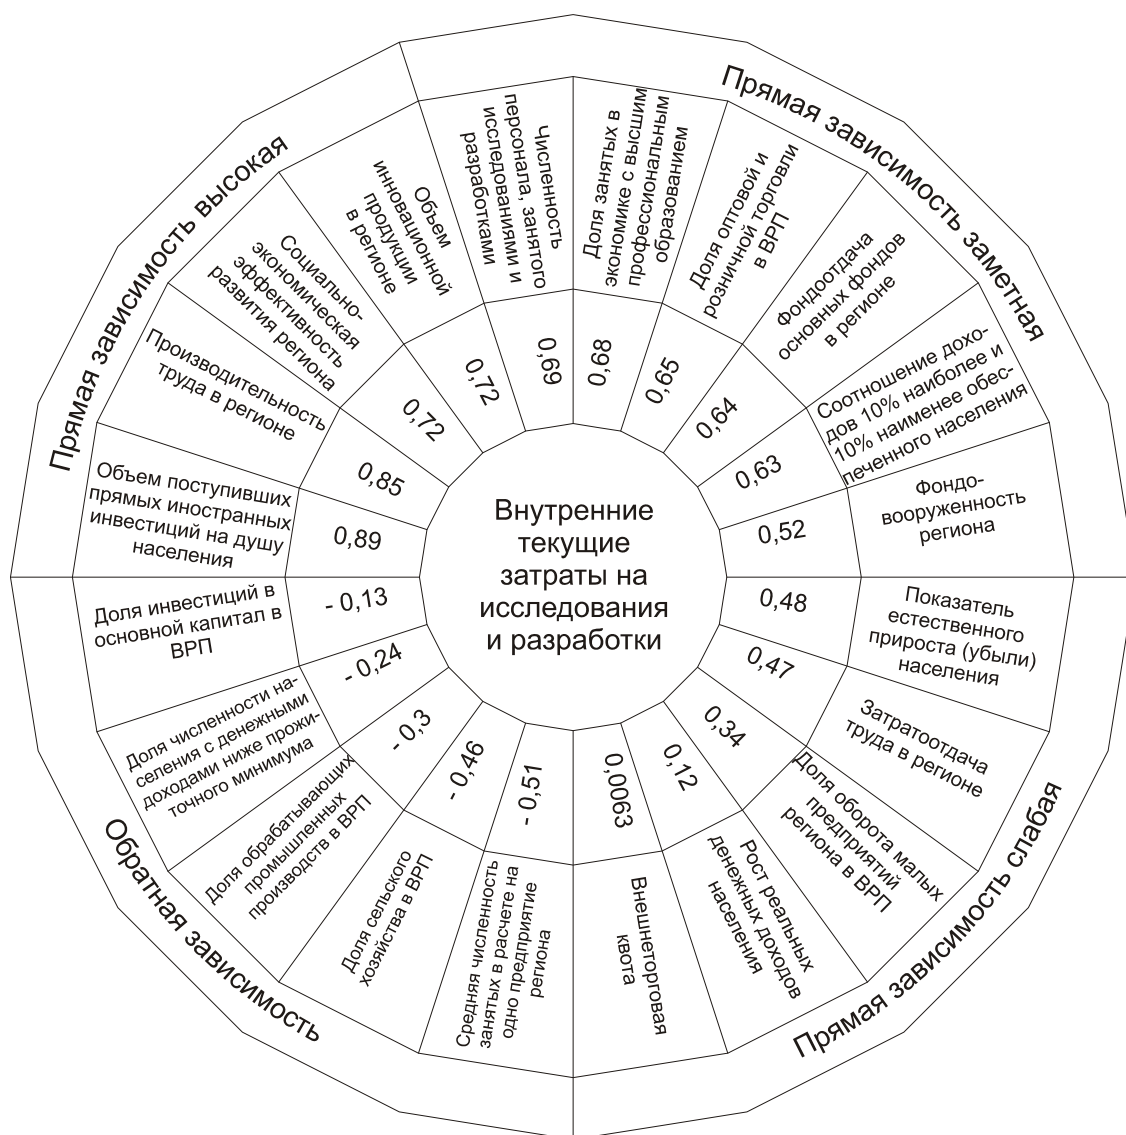 Прямая зависимость высокая
Прямая зависимость заметная
Прямая зависимость слабая
Обратная зависимость
Внутренние
текущие
затраты на
исследования
и разработки
Объем поступивших
прямых иностранных
инвестиций на душу
населения
0,89
Производительность
труда в регионе
0,85
Социально-
экономическая
эффективность
развития региона
0,72
Объем
инновационной
продукции
в регионе
0,72
Численность
персонала, занятого
исследованиями и
разработками
0,69
Доля занятых в
экономике с высшим
профессиональным
образованием
0,68
Доля оптовой и
розничной торговли
в ВРП
0,65
Фондоотдача
основных фондов
в регионе
0,64
Соотношение дохо-
дов 10% наиболее и
10% наименее обес-
печенного населения
0,63
Фондо-
вооруженность
региона
0,52
Показатель
естественного
прироста (убыли)
населения
0,48
Затратоотдача
труда в регионе
0,47
Доля оборота малых
предприятий
региона в ВРП
0,34
Рост реальных
денежных доходов
населения
0,12
Внешнеторговая
квота
0,0063
Средняя численность
занятых в расчете на
одно предприятие
региона
- 0,51
Доля сельского
хозяйства в ВРП
- 0,46
Доля обрабатывающих
промышленных
производств в ВРП
- 0,3
Доля численности на-
селения с денежными
доходами ниже прожи-
точного минимума
- 0,24
Доля инвестиций в
основной капитал в
ВРП
- 0,13